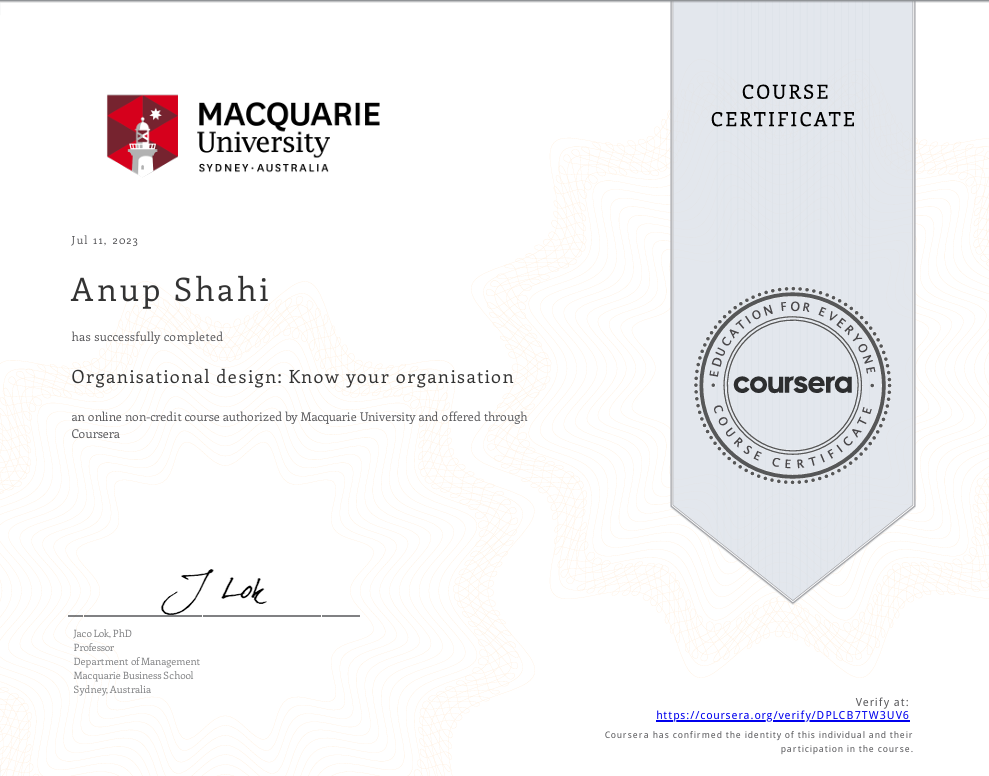 MACQUARIE
University
SYDNEY·AUSTRALIA
COURSE
CERTIFICATE
Jul 11, 2023
Anup Shahi
has successfully completed
Organisational design: Know your organisation
an online non-credit course authorized by Macquarie University and offered through
Coursera
EDUCATION FOR EVERYONE
coursera
COURSE CERTIFICATE
J Lok
Jaco Lok, PhD
Professor
Department of Management
Macquarie Business School
Sydney, Australia
Verify at:
https://coursera.org/verify/DPLCB7TW3UV6
Coursera has confirmed the identity of this individual and their
participation in the course.